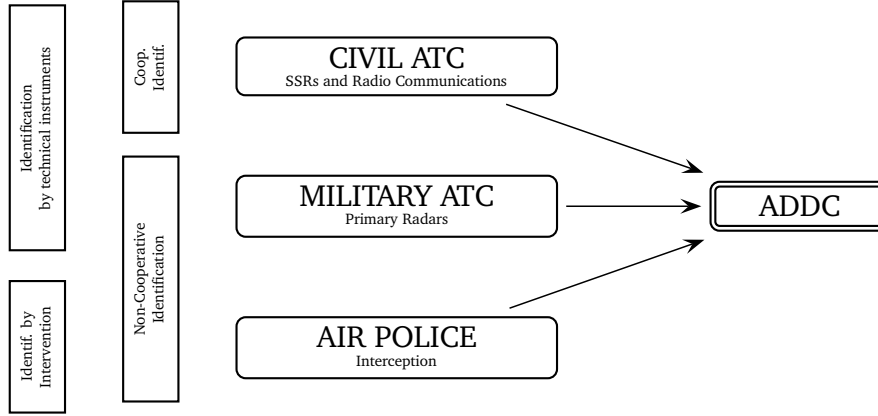 Identification
by technical instruments
Identif. by
Intervention
Coop.
Identif.
Non-Cooperative
Identification
CIVIL ATC
SSRs and Radio Communications
MILITARY ATC
Primary Radars
AIR POLICE
Interception
ADDC